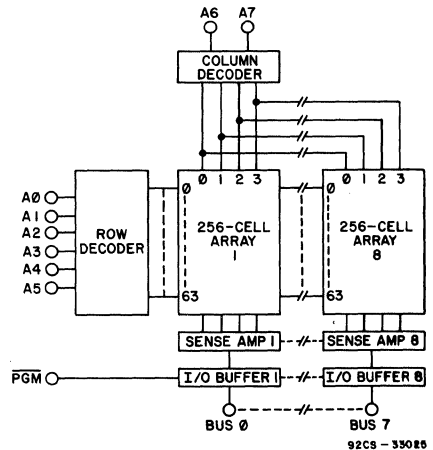 A6 A7
COLUMN
DECODER
0 1 2 3
0 1 2 3
A0
A1
A2
A3
A4
A5
ROW
DECODER
0
256-CELL
ARRAY
1
63
0
256-CELL
ARRAY
8
63
SENSE AMP 1
SENSE AMP 8
PGM
I/O BUFFER 1
I/O BUFFER 8
BUS 0
BUS 7
92CS-33025